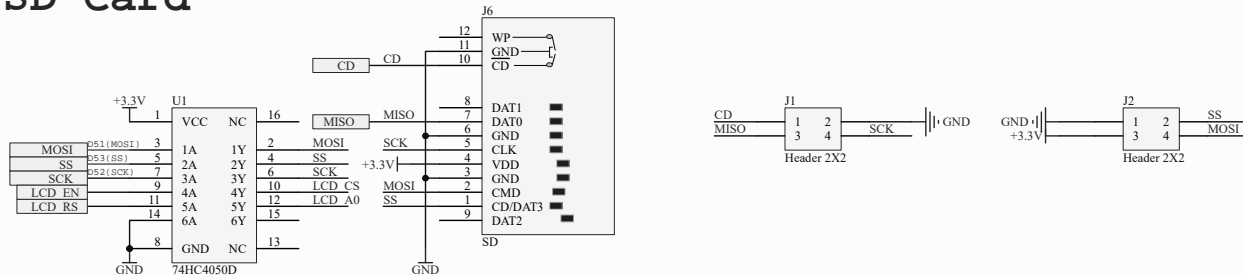 SD Card
J6
12 WP
11 GND
CD CD 10 CD
+3.3V U1
1 VCC NC 16
8 DAT1
MISO MISO 7 DAT0
6 GND
MOSI D51(MOSI) 3 1A 1Y 2 MOSI
SCK 5 CLK
SS D53(SS) 5 2A 2Y 4 SS
+3.3V 4 VDD
SCK D52(SCK) 7 3A 3Y 6 SCK
3 GND
LCD_EN 9 4A 4Y 10 LCD_CS
MOSI 2 CMD
LCD_RS 11 5A 5Y 12 LCD_A0
SS 1 CD/DAT3
14 6A 6Y 15
9 DAT2
8 GND NC 13
SD
GND 74HC4050D
GND
J1
CD 1 2 GND
MISO 3 4 SCK
Header 2X2
J2
GND 1 2 SS
+3.3V 3 4 MOSI
Header 2X2